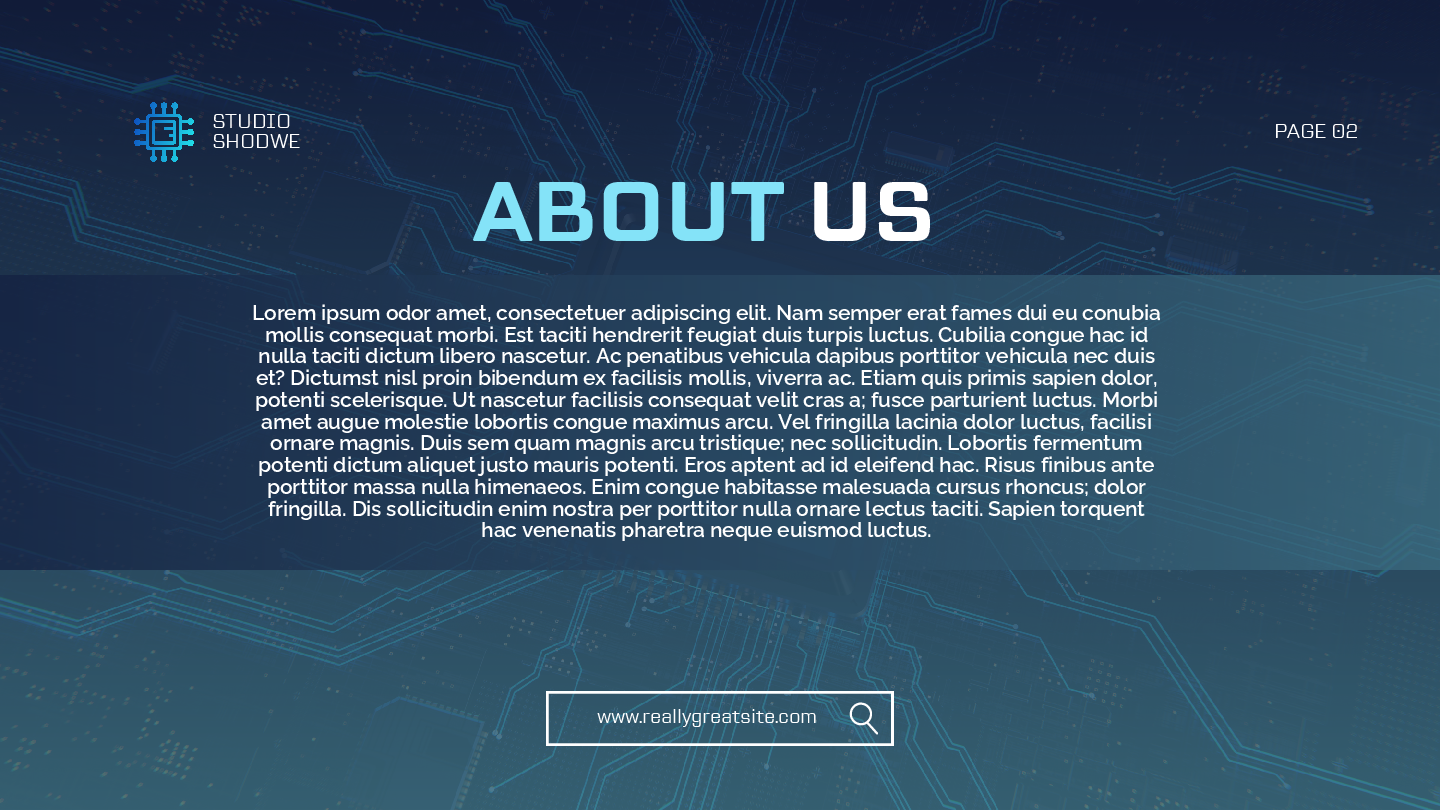 STUDIO
SHODWE
PAGE 02
ABOUT US
Lorem ipsum odor amet, consectetuer adipiscing elit. Nam semper erat fames dui eu conubia
mollis consequat morbi. Est taciti hendrerit feugiat duis turpis luctus. Cubilia congue hac id
nulla taciti dictum libero nascetur. Ac penatibus vehicula dapibus porttitor vehicula nec duis
et? Dictumst nisl proin bibendum ex facilisis mollis, viverra ac. Etiam quis primis sapien dolor,
potenti scelerisque. Ut nascetur facilisis consequat velit cras a; fusce parturient luctus. Morbi
amet augue molestie lobortis congue maximus arcu. Vel fringilla lacinia dolor luctus, facilisi
ornare magnis. Duis sem quam magnis arcu tristique; nec sollicitudin. Lobortis fermentum
potenti dictum aliquet justo mauris potenti. Eros aptent ad id eleifend hac. Risus finibus ante
porttitor massa nulla himenaeos. Enim congue habitasse malesuada cursus rhoncus; dolor
fringilla. Dis sollicitudin enim nostra per porttitor nulla ornare lectus taciti. Sapien torquent
hac venenatis pharetra neque euismod luctus.
www.reallygreatsite.com